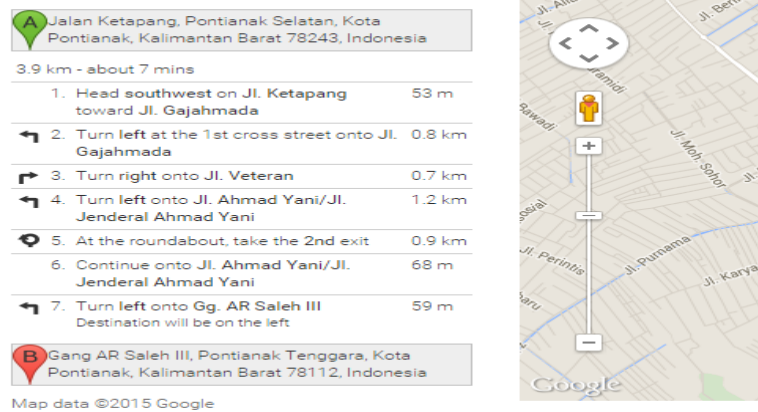 A Jalan Ketapang, Pontianak Selatan, Kota
Pontianak, Kalimantan Barat 78243, Indonesia
3.9 km - about 7 mins
1. Head southwest on Jl. Ketapang 53 m
toward Jl. Gajahmada
2. Turn left at the 1st cross street onto Jl. 0.8 km
Gajahmada
3. Turn right onto Jl. Veteran 0.7 km
4. Turn left onto Jl. Ahmad Yani/Jl. 1.2 km
Jenderal Ahmad Yani
5. At the roundabout, take the 2nd exit 0.9 km
6. Continue onto Jl. Ahmad Yani/Jl. 68 m
Jenderal Ahmad Yani
7. Turn left onto Gg. AR Saleh III 59 m
Destination will be on the left
B Gang AR Saleh III, Pontianak Tenggara, Kota
Pontianak, Kalimantan Barat 78112, Indonesia
Map data ©2015 Google
Jl. Moh. Sohor
Jl. Perintis
Jl. Purnama
Jl. Karya
Google